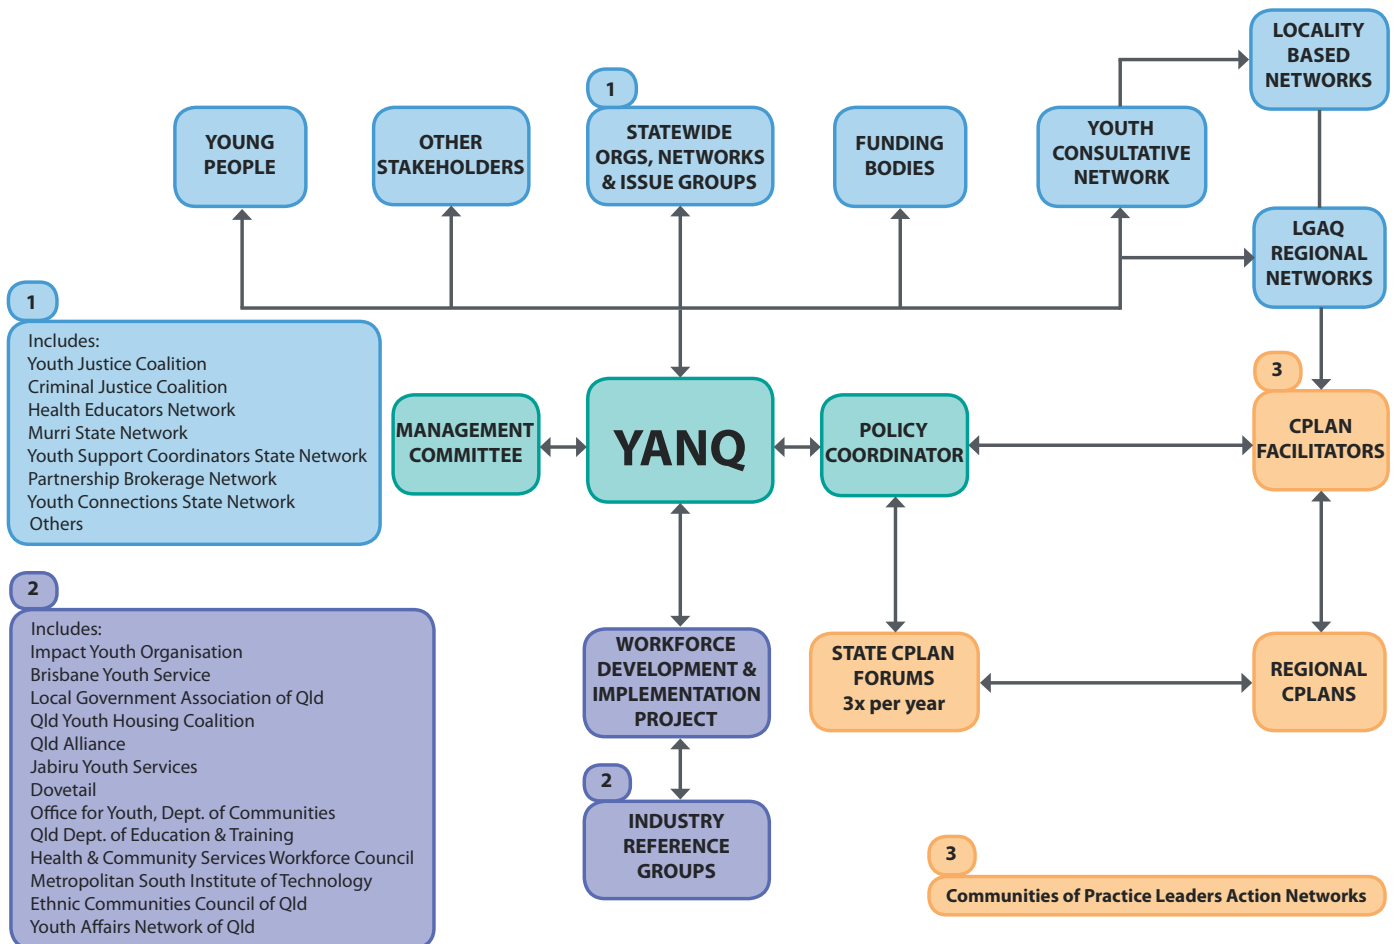 LOCALITY
BASED
NETWORKS
1
YOUNG
PEOPLE
OTHER
STAKEHOLDERS
STATEWIDE
ORGS, NETWORKS
& ISSUE GROUPS
FUNDING
BODIES
YOUTH
CONSULTATIVE
NETWORK
LGAQ
REGIONAL
NETWORKS
1
Includes:
Youth Justice Coalition
Criminal Justice Coalition
Health Educators Network
Murri State Network
Youth Support Coordinators State Network
Partnership Brokerage Network
Youth Connections State Network
Others
MANAGEMENT
COMMITTEE
YANQ
POLICY
COORDINATOR
3
CPLAN
FACILITATORS
2
Includes:
Impact Youth Organisation
Brisbane Youth Service
Local Government Association of Qld
Qld Youth Housing Coalition
Qld Alliance
Jabiru Youth Services
Dovetail
Office for Youth, Dept. of Communities
Qld Dept. of Education & Training
Health & Community Services Workforce Council
Metropolitan South Institute of Technology
Ethnic Communities Council of Qld
Youth Affairs Network of Qld
WORKFORCE
DEVELOPMENT &
IMPLEMENTATION
PROJECT
STATE CPLAN
FORUMS
3x per year
REGIONAL
CPLANS
2
INDUSTRY
REFERENCE
GROUPS
3
Communities of Practice Leaders Action Networks